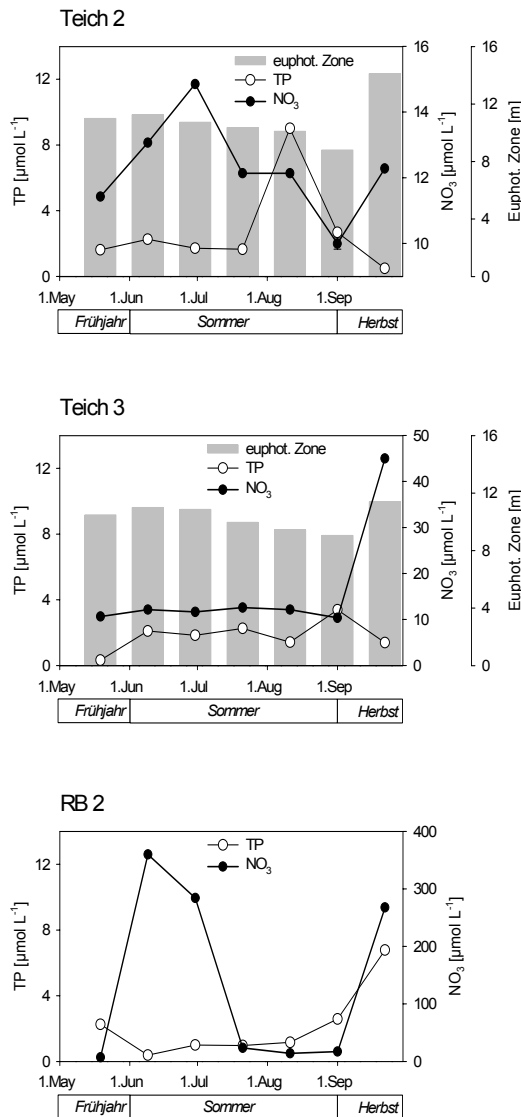 Teich 2
euphot. Zone
TP
NO3
TP [µmol L-1]
12
8
4
0
16
14
12
10
NO3 [µmol L-1]
16
12
8
4
0
Euphot. Zone [m]
1.May 1.Jun 1.Jul 1.Aug 1.Sep
Frühjahr Sommer Herbst
Teich 3
euphot. Zone
TP
NO3
TP [µmol L-1]
12
8
4
0
50
40
30
20
10
0
NO3 [µmol L-1]
16
12
8
4
0
Euphot. Zone [m]
1.May 1.Jun 1.Jul 1.Aug 1.Sep
Frühjahr Sommer Herbst
RB 2
TP
NO3
TP [µmol L-1]
12
8
4
0
400
300
200
100
0
NO3 [µmol L-1]
1.May 1.Jun 1.Jul 1.Aug 1.Sep
Frühjahr Sommer Herbst